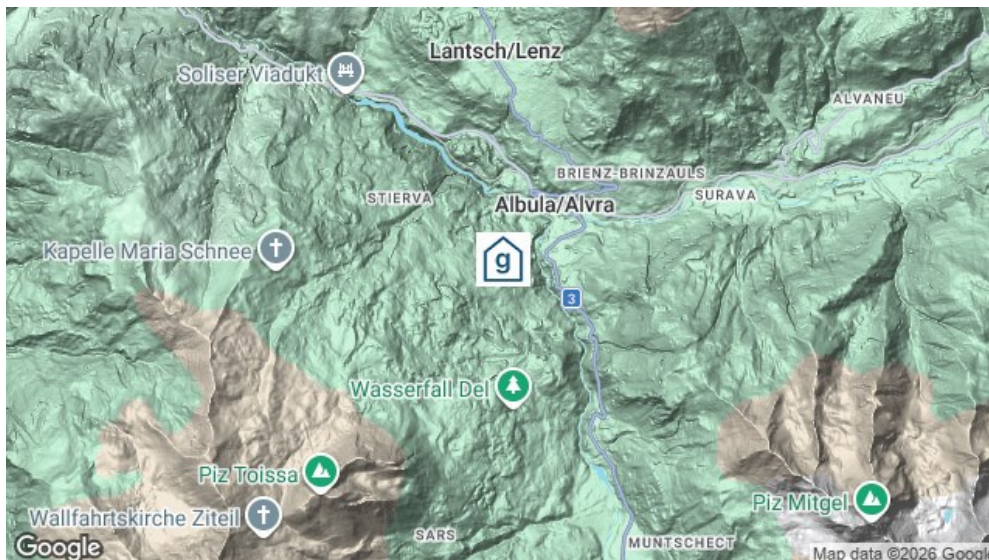 Lantsch/Lenz
Soliser Viadukt
ALVANEU
BRIENZ-BRINZAULS
STIERVA
SURAVA
Albula/Alvra
Kapelle Maria Schnee
g
3
Wasserfall Del
Piz Toissa
Piz Mitgel
Wallfahrtskirche Ziteil
SARS
MUNTSCHECT
Google
Map data ©2026 Google